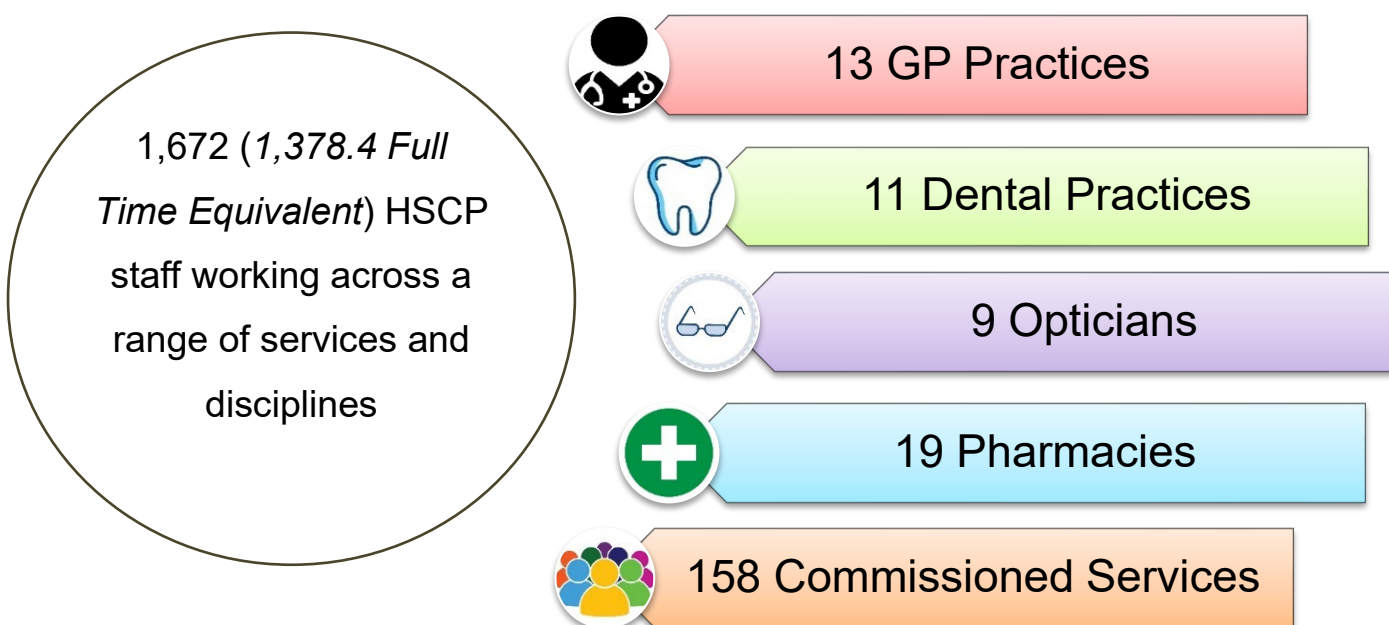 1,672 (1,378.4 Full
Time Equivalent) HSCP
staff working across a
range of services and
disciplines
13 GP Practices
11 Dental Practices
9 Opticians
19 Pharmacies
158 Commissioned Services